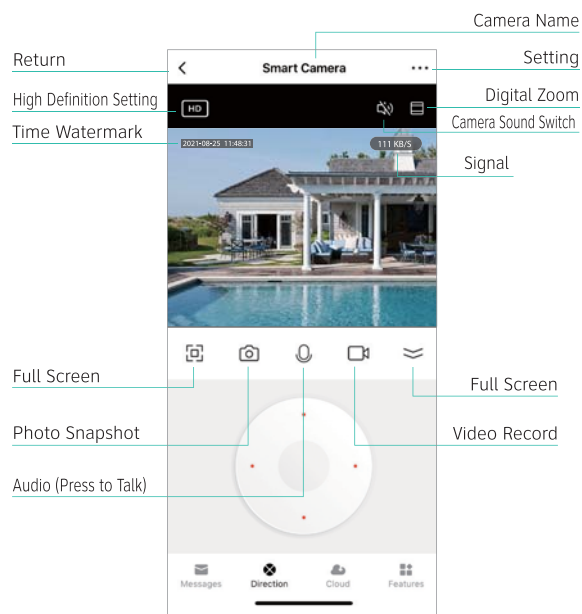 Camera Name
Return
Smart Camera
Setting
High Definition Setting
HD
Digital Zoom
Time Watermark
Camera Sound Switch
2021-08-25 11:48:31
111 KB/S
Signal
Full Screen
Full Screen
Photo Snapshot
Video Record
Audio (Press to Talk)
Messages
Direction
Cloud
Features